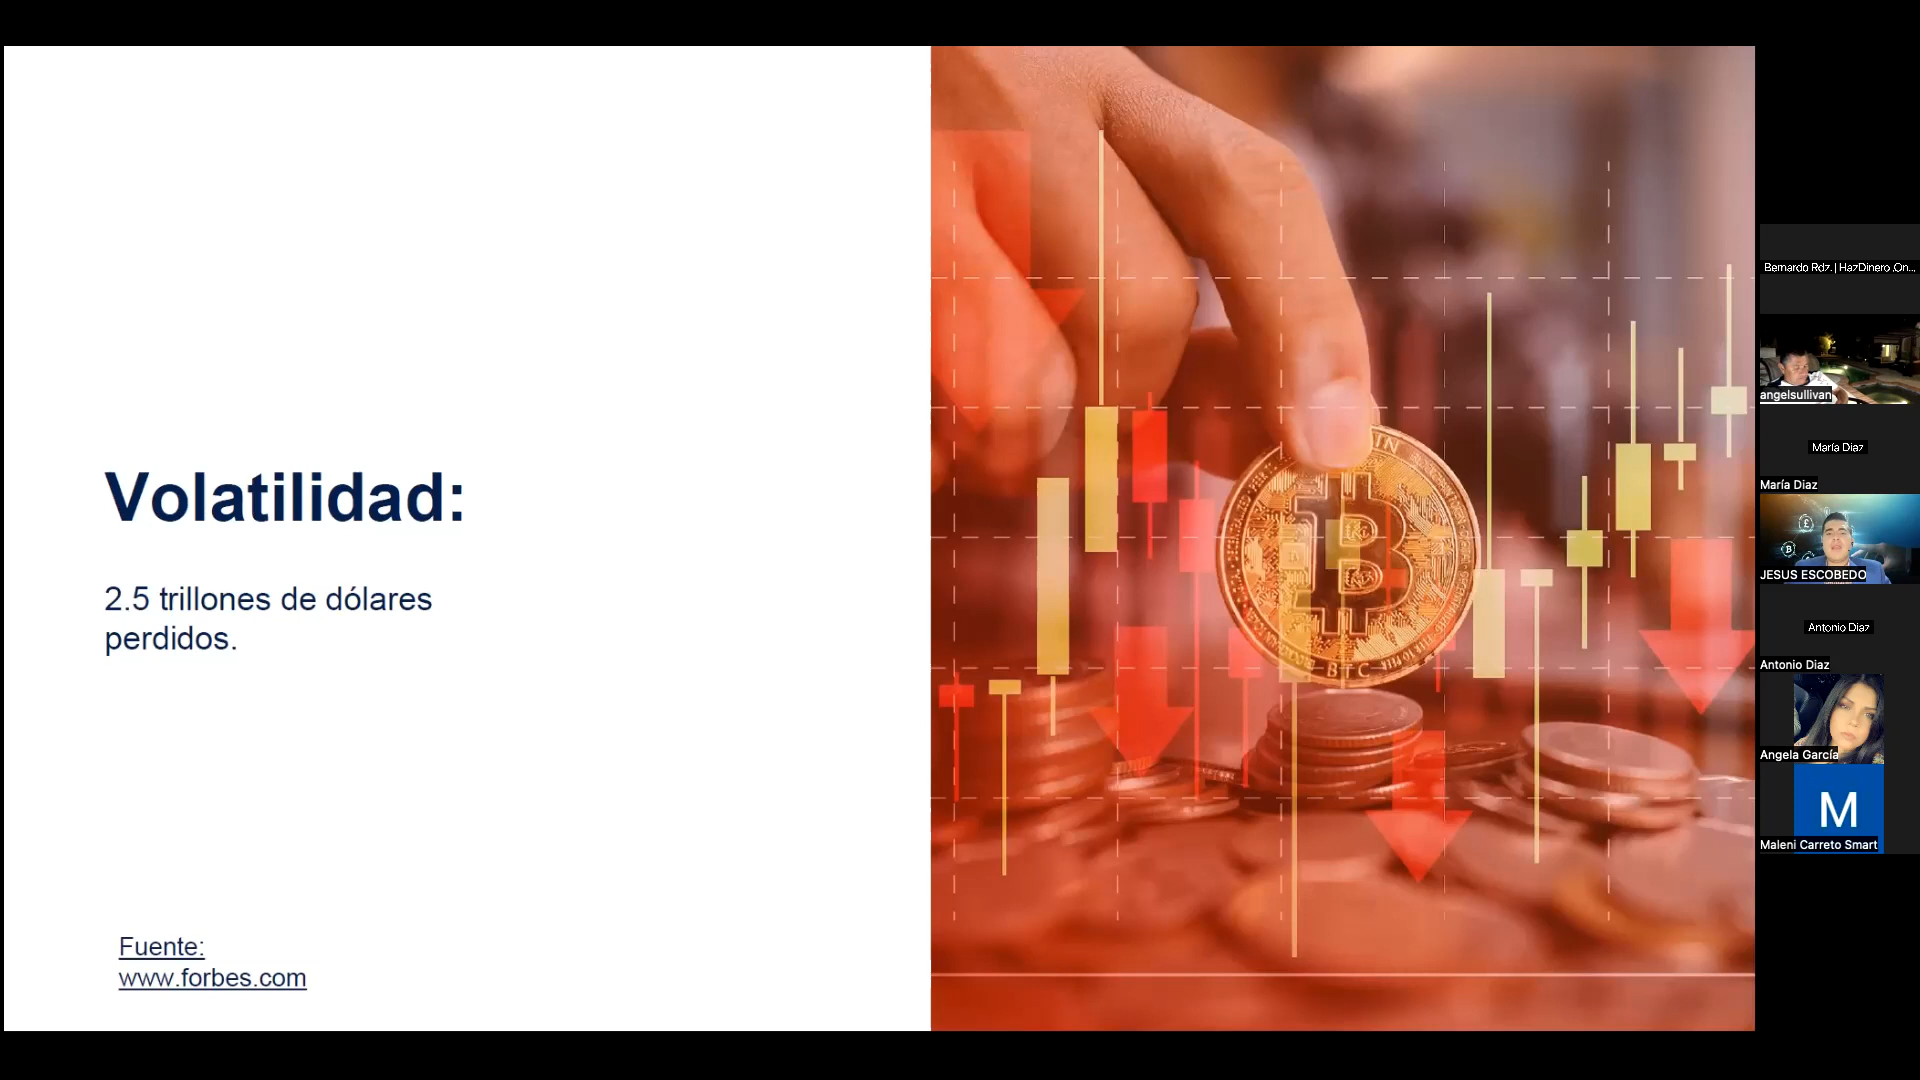 Volatilidad:
2.5 trillones de dólares
perdidos.
Fuente:
www.forbes.com
BTC
Bernardo Rdz. | HazDinero .On...
angelsullivan
María Diaz
María Diaz
JESUS ESCOBEDO
Antonio Diaz
Antonio Diaz
Angela García
M
Maleni Carreto Smart